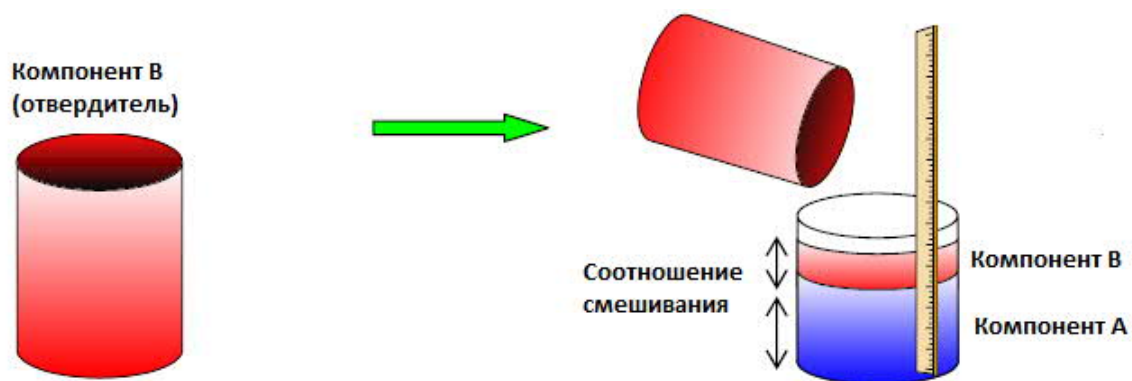 Компонент В
(отвердитель)
Соотношение
смешивания
Компонент В
Компонент А